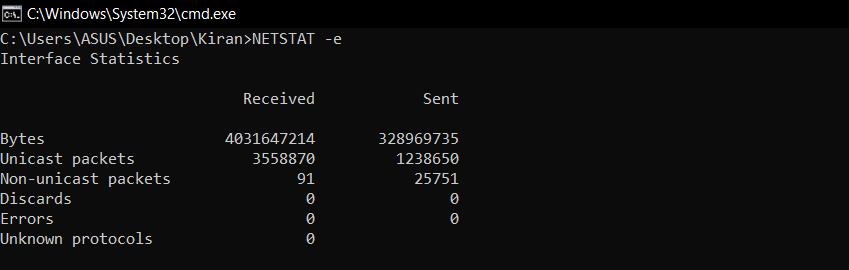 C:\Windows\System32\cmd.exe
C:\Users\ASUS\Desktop\Kiran>NETSTAT -e
Interface Statistics
Received Sent
Bytes 4031647214 328969735
Unicast packets 3558870 1238650
Non-unicast packets 91 25751
Discards 0 0
Errors 0 0
Unknown protocols 0